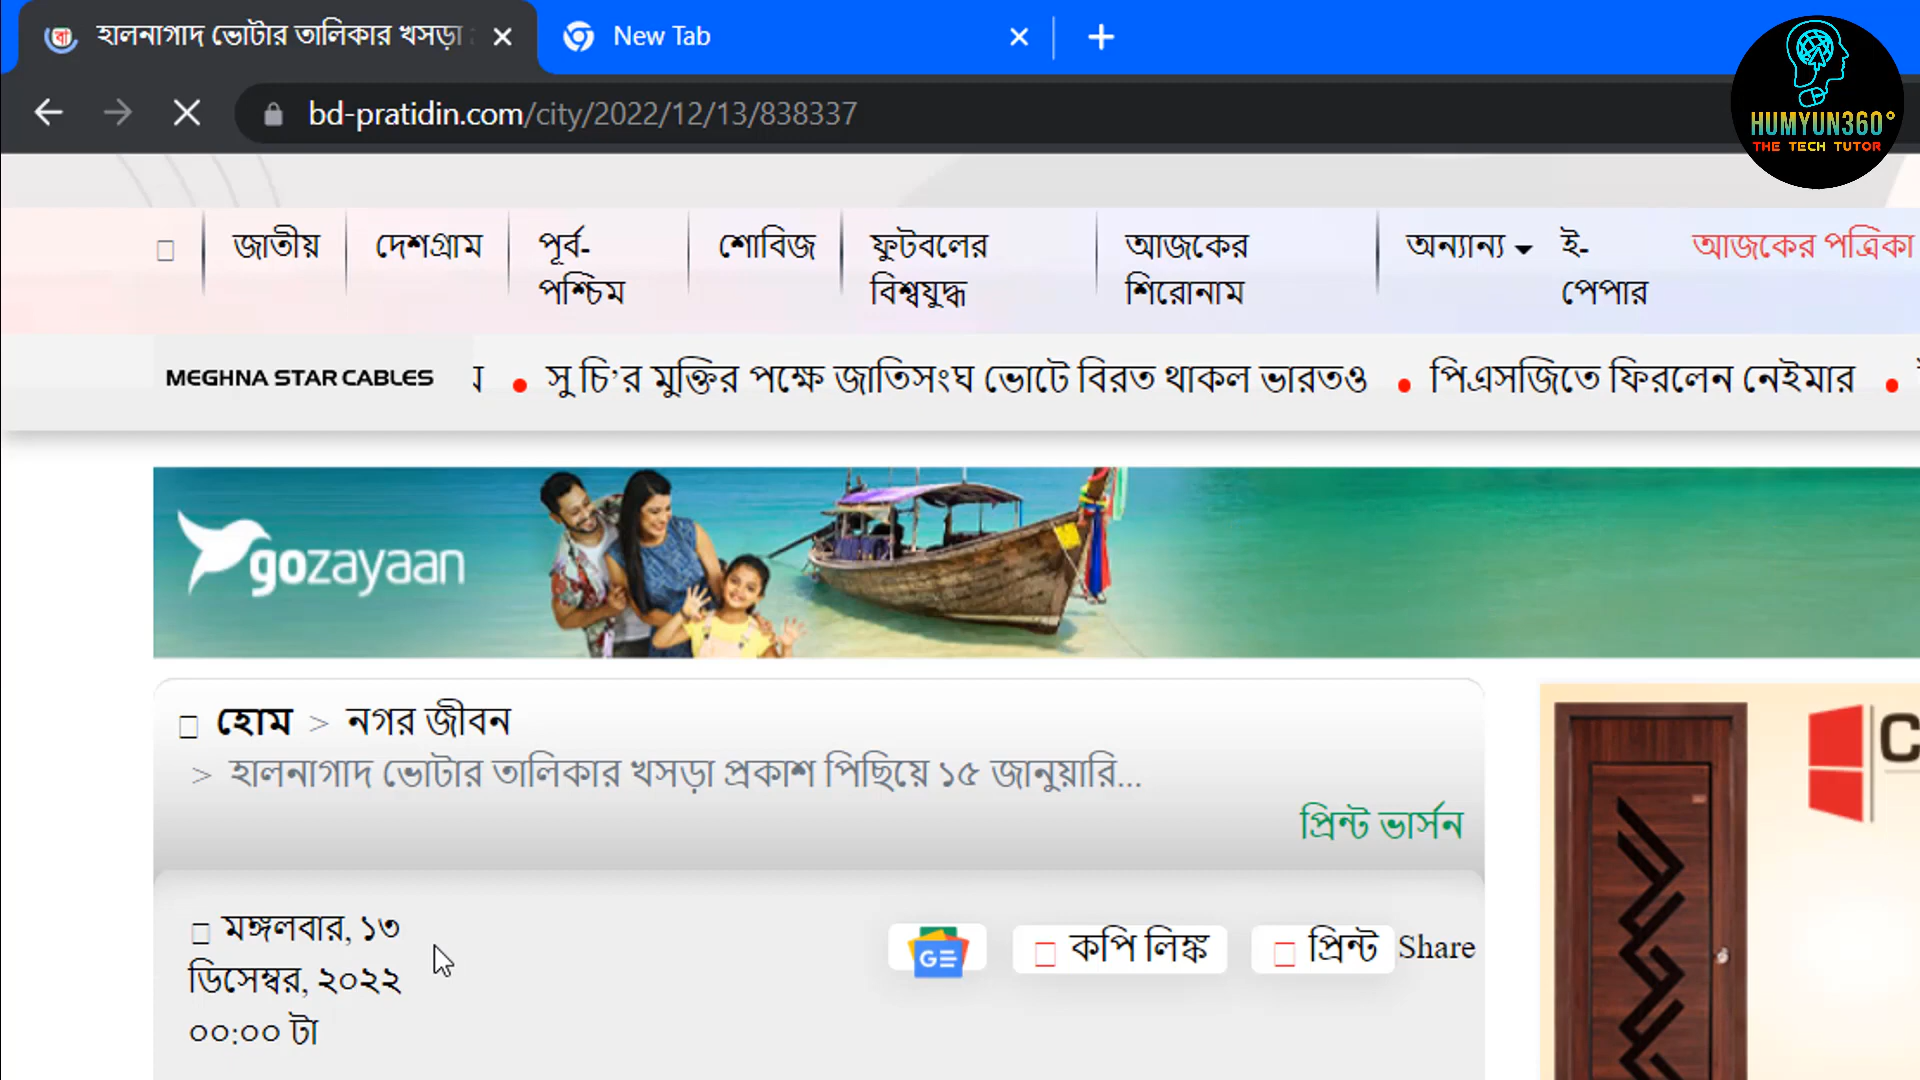 হালনাগাদ ভোটার তালিকার খসড়া
New Tab
bd-pratidin.com/city/2022/12/13/838337
HUMYUN360°
THE TECH TUTOR
জাতীয় দেশগ্রাম পূর্ব-পশ্চিম শোবিজ ফুটবলের বিশ্বযুদ্ধ আজকের শিরোনাম অন্যান্য ই-পেপার আজকের পত্রিকা
MEGHNA STAR CABLES
সু চি’র মুক্তির পক্ষে জাতিসংঘ ভোটে বিরত থাকল ভারতও • পিএসজিতে ফিরলেন নেইমার
gozayaan
হোম > নগর জীবন
> হালনাগাদ ভোটার তালিকার খসড়া প্রকাশ পিছিয়ে ১৫ জানুয়ারি...
প্রিন্ট ভার্সন
মঙ্গলবার, ১৩
ডিসেম্বর, ২০২২
০০:০০ টা
GE
কপি লিঙ্ক
প্রিন্ট
Share